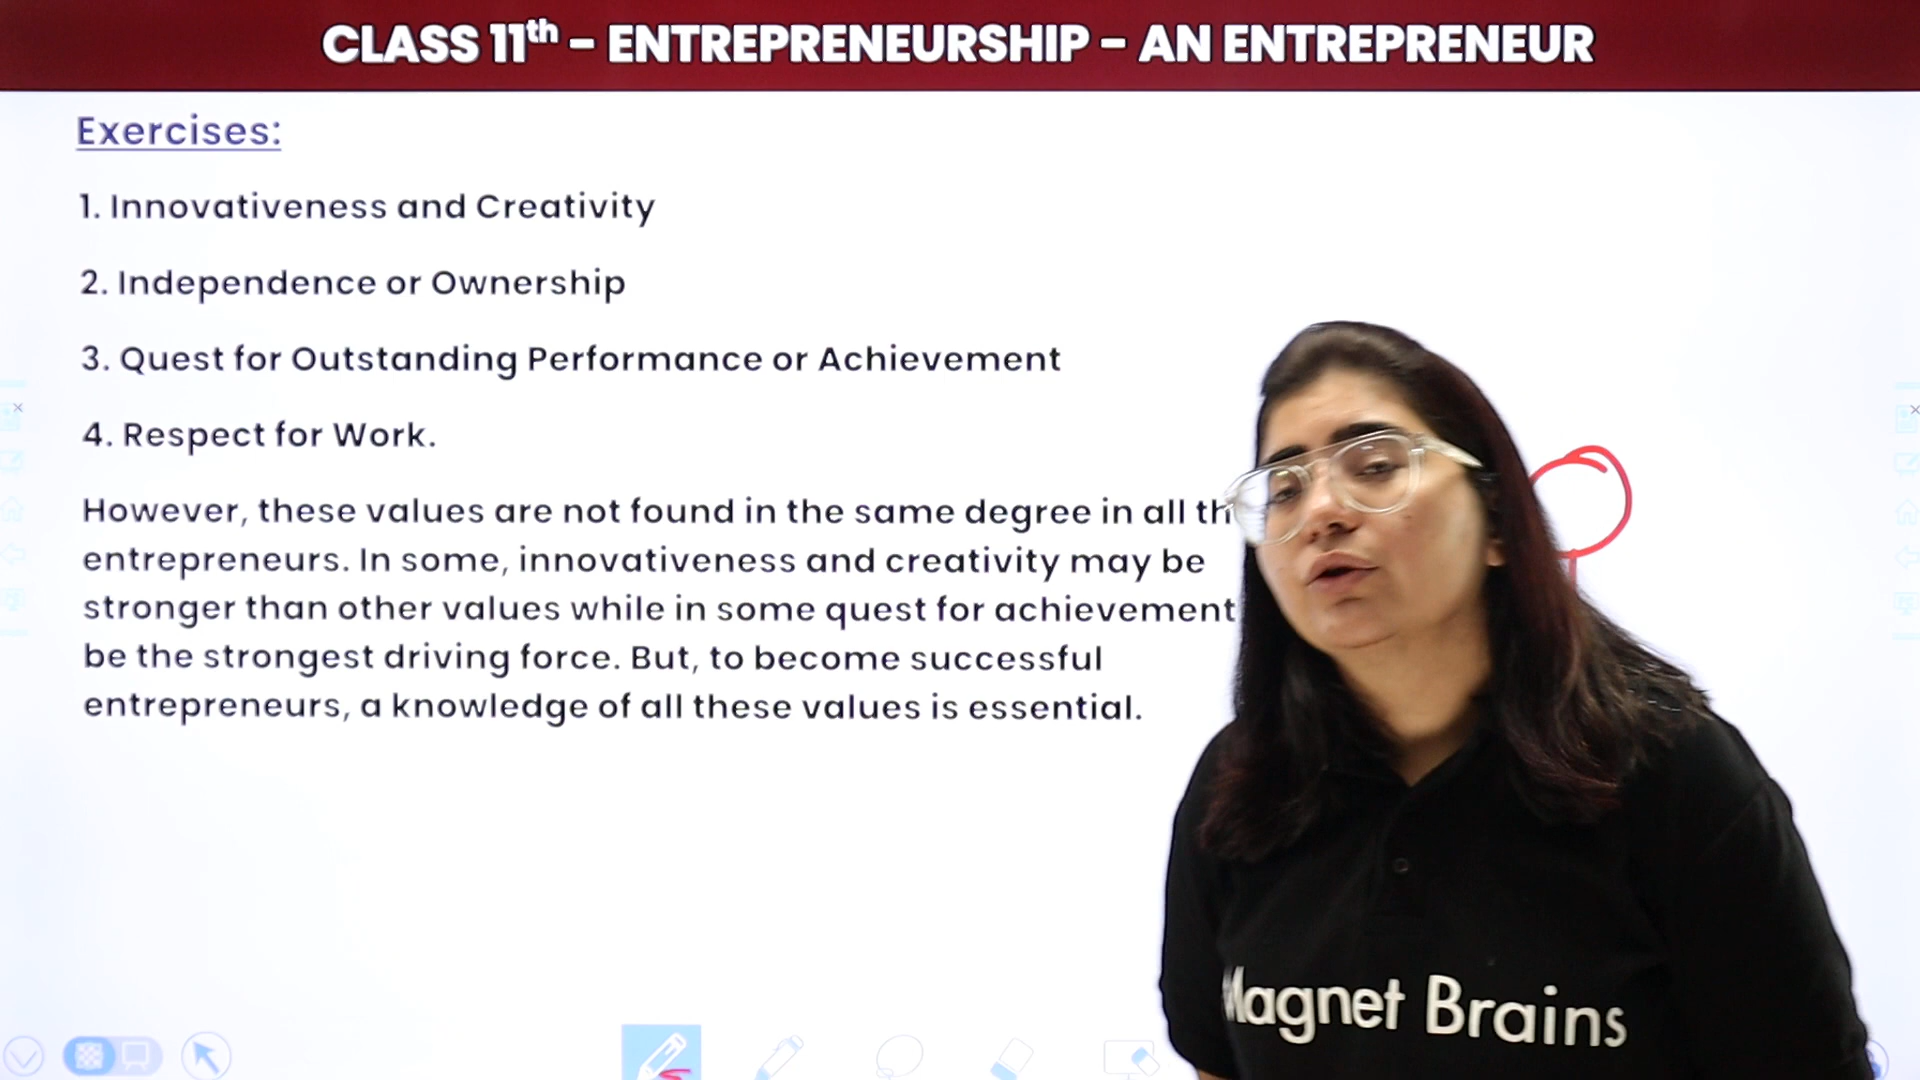 CLASS 11th – ENTREPRENEURSHIP – AN ENTREPRENEUR
Exercises:
1. Innovativeness and Creativity
2. Independence or Ownership
3. Quest for Outstanding Performance or Achievement
4. Respect for Work.
However, these values are not found in the same degree in all
entrepreneurs. In some, innovativeness and creativity may be
stronger than other values while in some quest for achievement
be the strongest driving force. But, to become successful
entrepreneurs, a knowledge of all these values is essential.
Magnet Brains